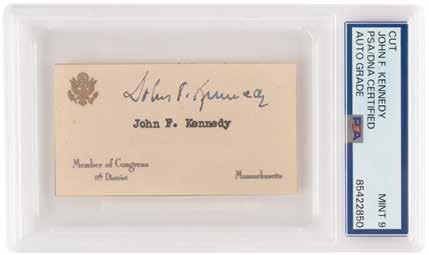 John F. Kennedy
John F. Kennedy
Member of Congress
11th District
Massachusetts
CUT
JOHN F. KENNEDY
PSA/DNA CERTIFIED
AUTO GRADE
PSA
MINT 9
85422850